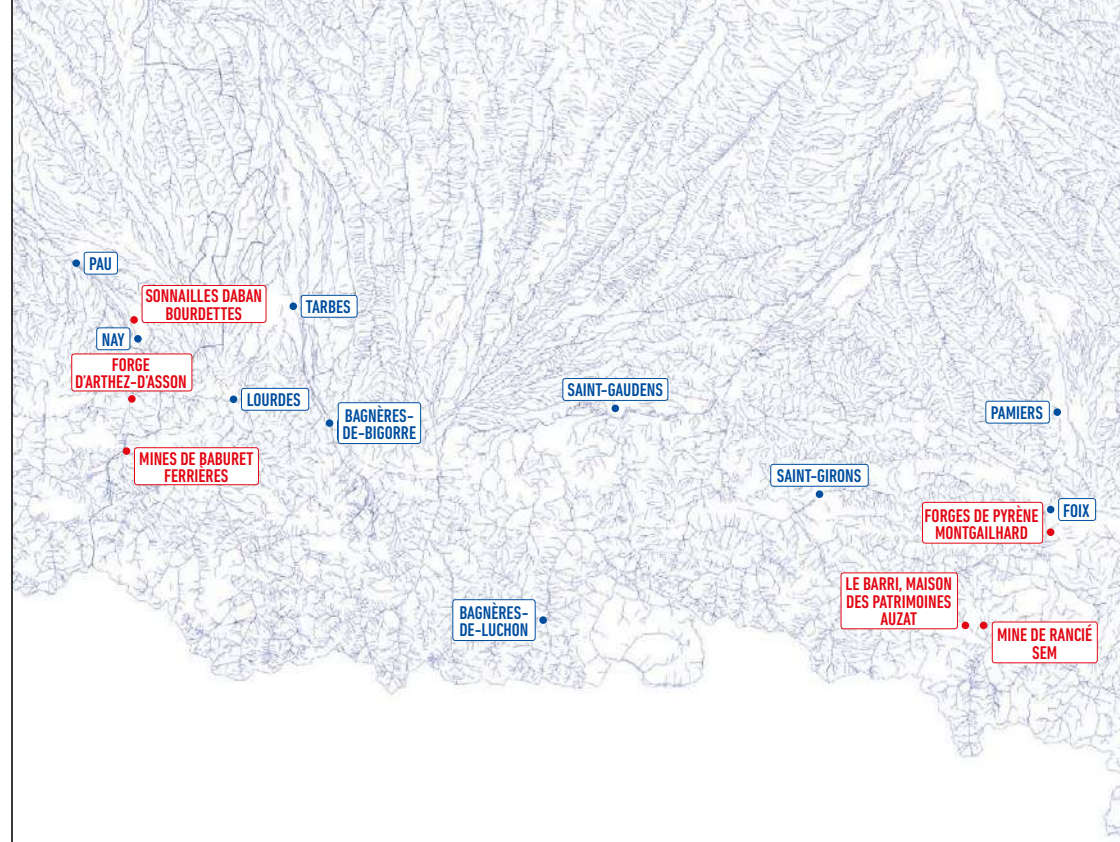 PAU
SONNAILLES DABAN
BOURDETTES
TARBES
NAY
FORGE
D'ARTHEZ-D'ASSON
LOURDES
BAGNÈRES-
DE-BIGORRE
MINES DE BABURET
FERRIÈRES
SAINT-GAUDENS
PAMIERS
SAINT-GIRONS
FORGES DE PYRÈNE
MONTGAILHARD
FOIX
LE BARRI, MAISON
DES PATRIMOINES
AUZAT
BAGNÈRES-
DE-LUCHON
MINE DE RANCIÉ
SEM